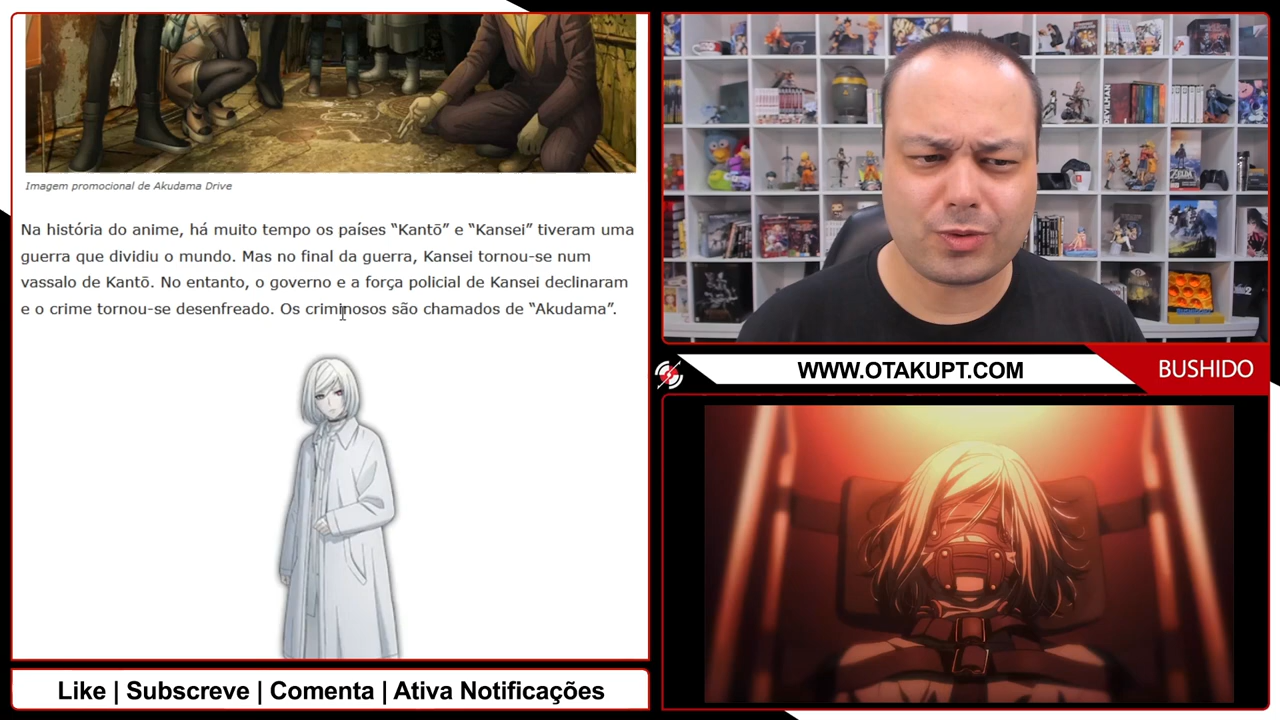 Imagem promocional de Akudama Drive
Na história do anime, há muito tempo os países “Kantō” e “Kansei” tiveram uma
guerra que dividiu o mundo. Mas no final da guerra, Kansei tornou-se num
vassalo de Kantō. No entanto, o governo e a força policial de Kansei declinaram
e o crime tornou-se desenfreado. Os criminosos são chamados de “Akudama”.
WWW.OTAKUPT.COM
BUSHIDO
Like | Subscreve | Comenta | Ativa Notificações
ZELDA